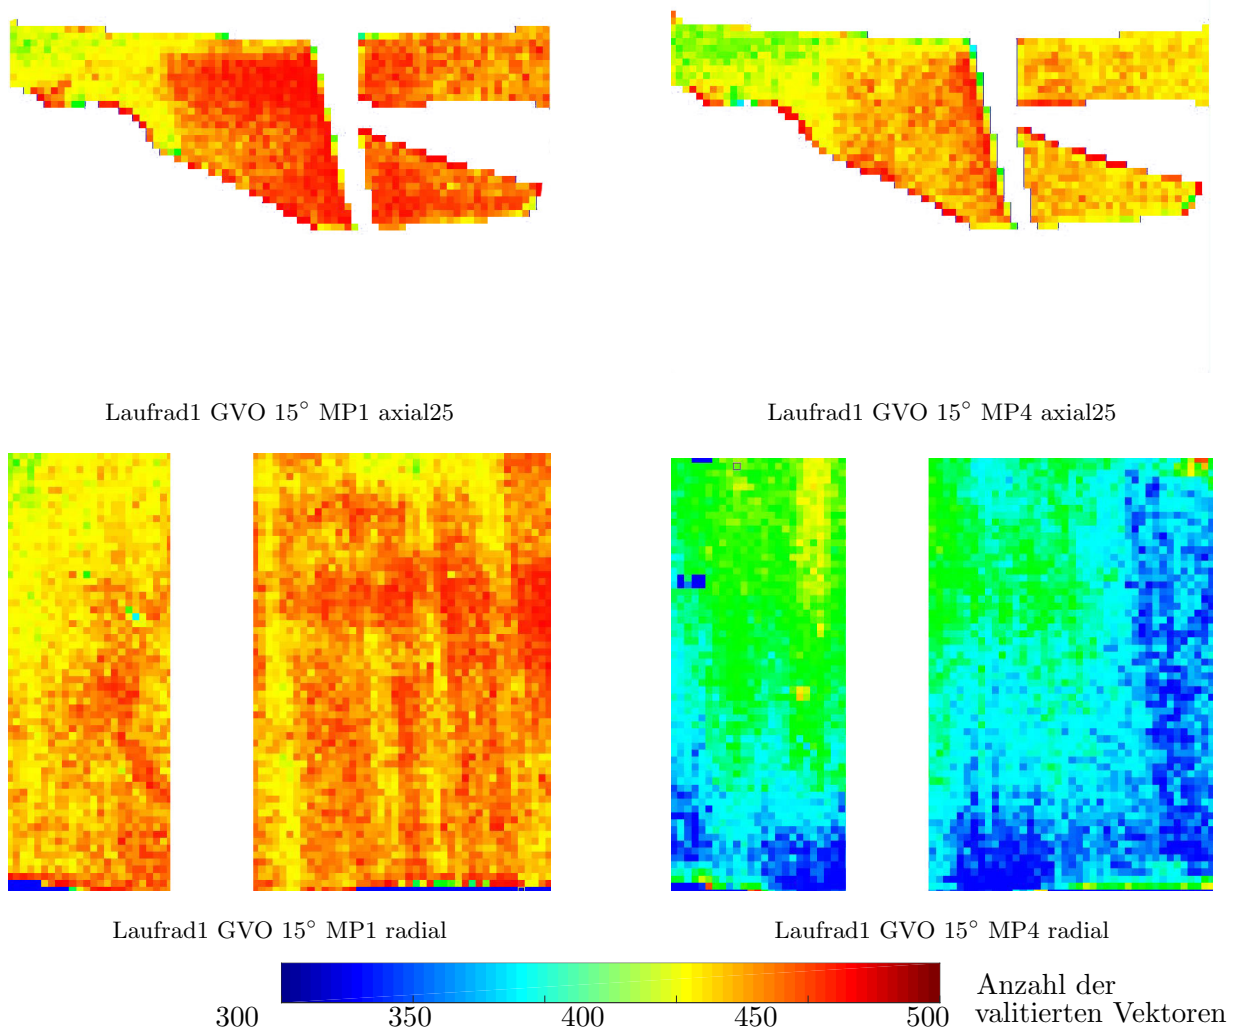 Laufrad1 GVO 15° MP1 axial25
Laufrad1 GVO 15° MP4 axial25
Laufrad1 GVO 15° MP1 radial
Laufrad1 GVO 15° MP4 radial
300 350 400 450 500
Anzahl der
valitierten Vektoren